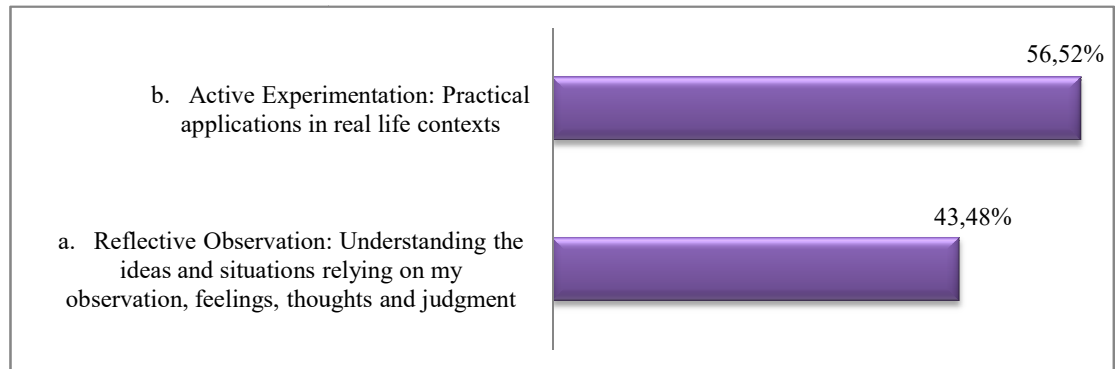 56,52%
b. Active Experimentation: Practical
applications in real life contexts
43,48%
a. Reflective Observation: Understanding the
ideas and situations relying on my
observation, feelings, thoughts and judgment